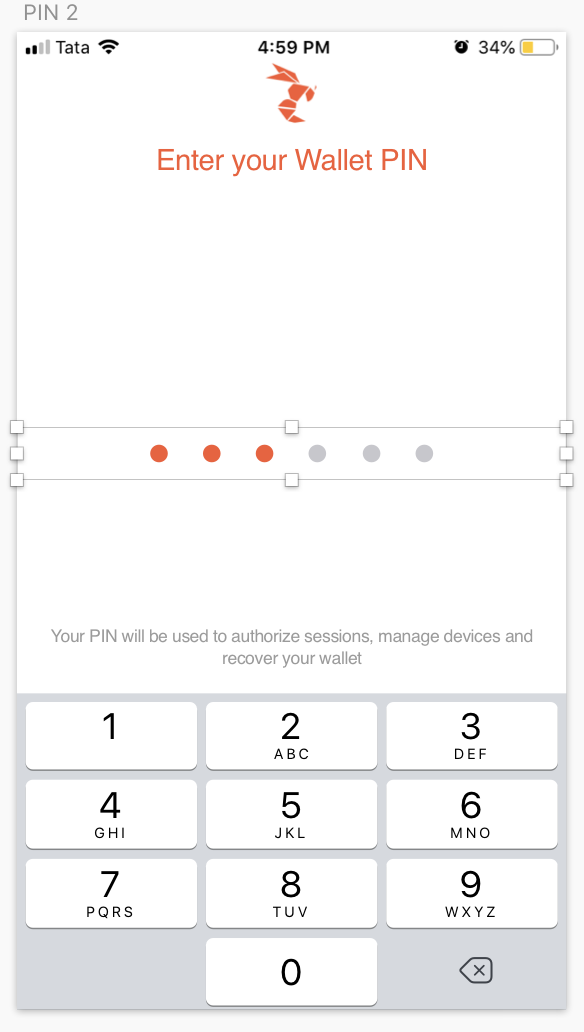 PIN 2
Tata 4:59 PM 34%
Enter your Wallet PIN
Your PIN will be used to authorize sessions, manage devices and
recover your wallet
1 2 3
ABC DEF
4 5 6
GHI JKL MNO
7 8 9
PQRS TUV WXYZ
0